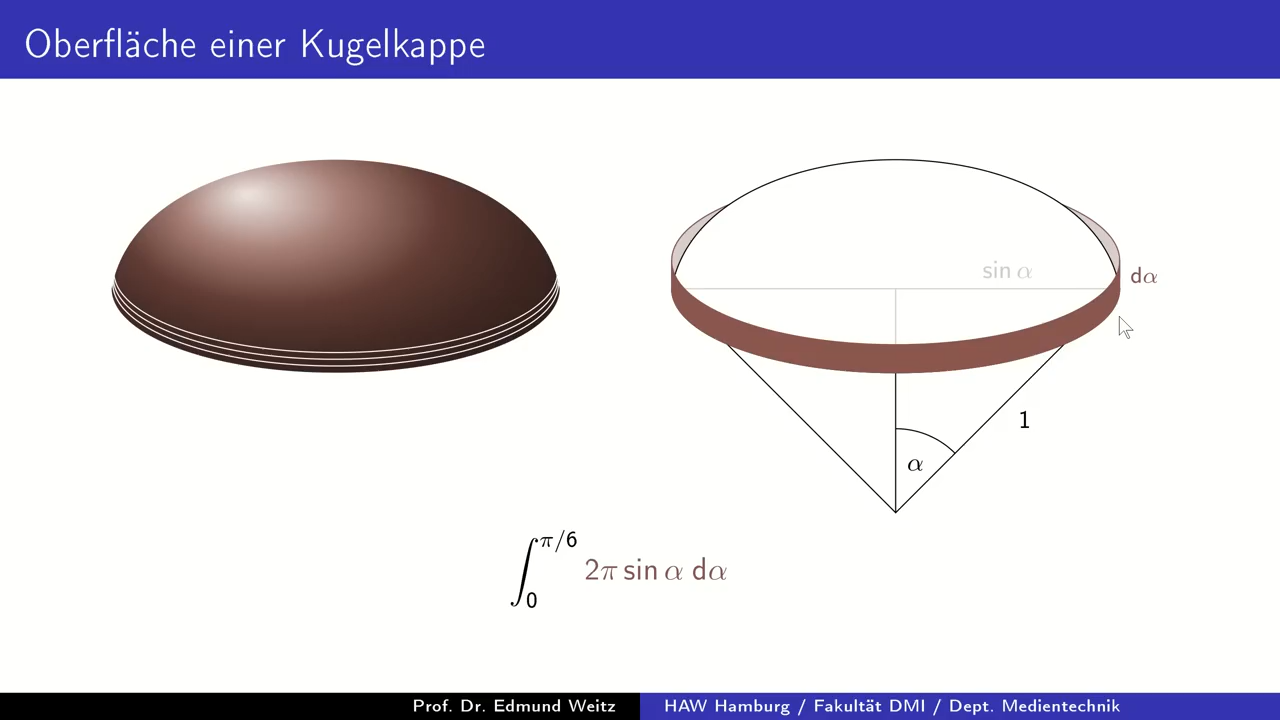 Oberfläche einer Kugelkappe
sin α
dα
1
α
∫₀^π/6 2π sin α dα
Prof. Dr. Edmund Weitz
HAW Hamburg / Fakultät DMI / Dept. Medientechnik